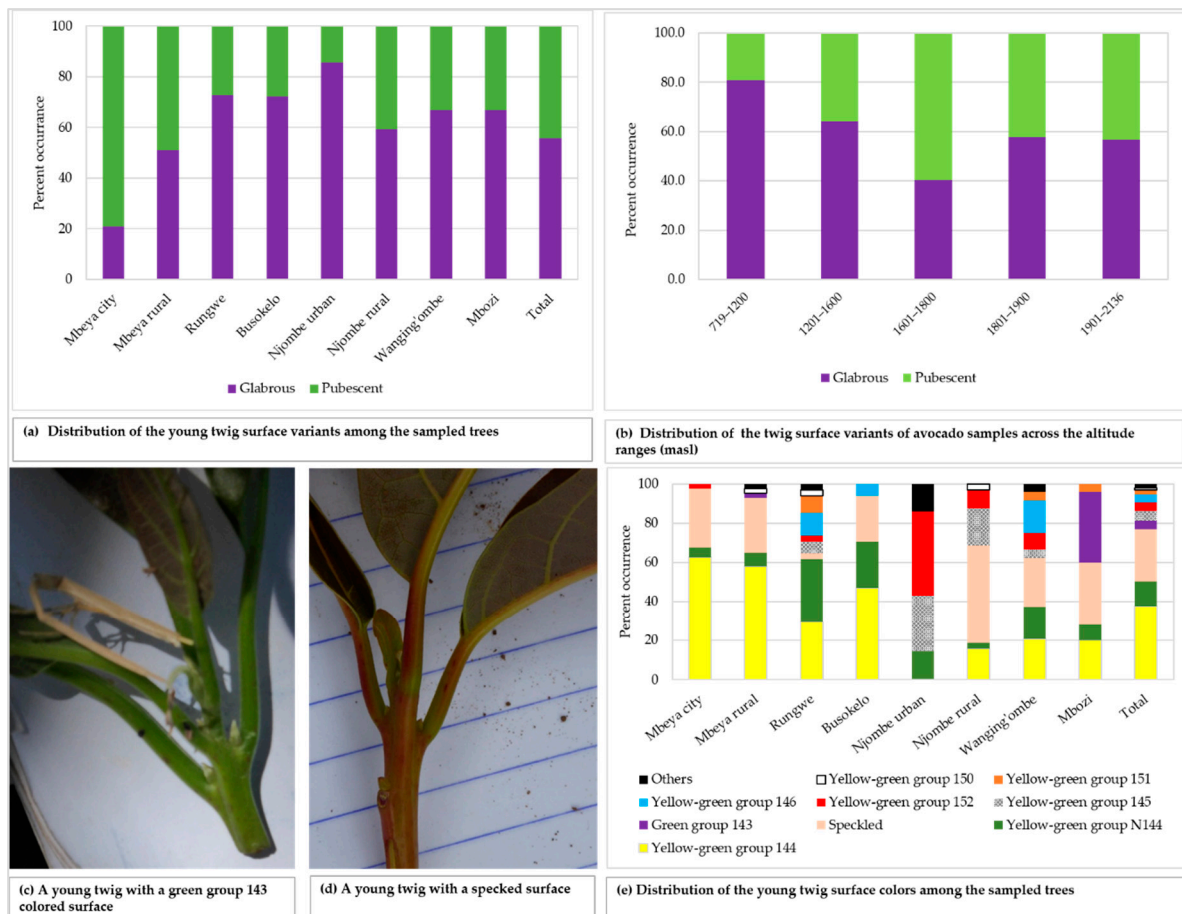 100
80
60
40
20
0
Percent occurrance
Mbeya city
Mbeya rural
Rungwe
Busokelo
Njombe urban
Njombe rural
Wanging'ombe
Mbozi
Total
Glabrous Pubescent
(a) Distribution of the young twig surface variants among the sampled trees
100.0
80.0
60.0
40.0
20.0
0.0
Percent occurrence
719–1200
1201–1600
1601–1800
1801–1900
1901–2136
Glabrous Pubescent
(b) Distribution of the twig surface variants of avocado samples across the altitude
ranges (masl)
(c) A young twig with a green group 143
colored surface
(d) A young twig with a specked surface
100
80
60
40
20
0
Percent occurrence
Mbeya city
Mbeya rural
Rungwe
Busokelo
Njombe urban
Njombe rural
Wanging'ombe
Mbozi
Total
Others Yellow-green group 150 Yellow-green group 151
Yellow-green group 146 Yellow-green group 152 Yellow-green group 145
Green group 143 Speckled Yellow-green group N144
Yellow-green group 144
(e) Distribution of the young twig surface colors among the sampled trees